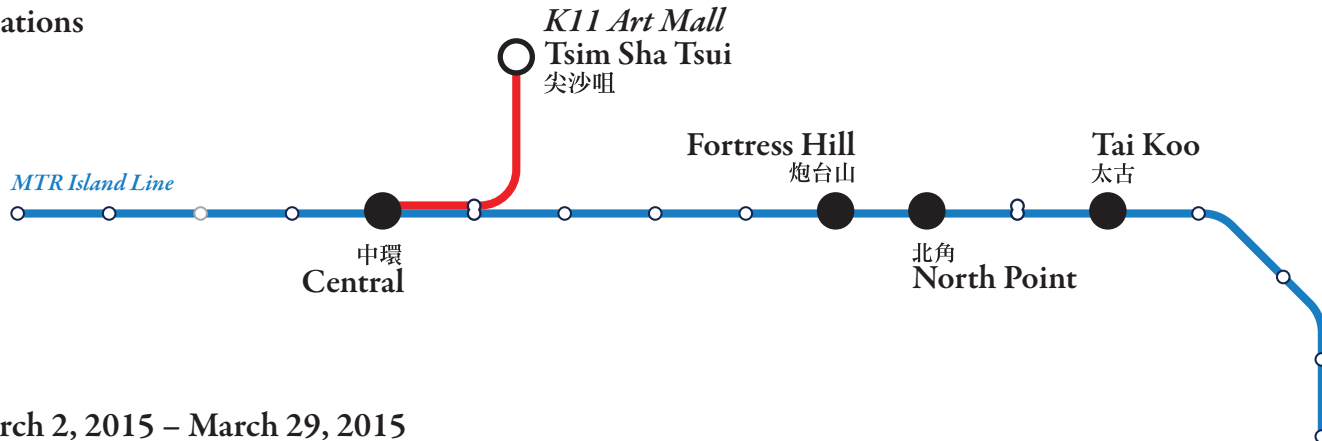 ations
K11 Art Mall
Tsim Sha Tsui
尖沙咀
Fortress Hill
炮台山
Tai Koo
太古
MTR Island Line
中環
Central
北角
North Point
rch 2, 2015 – March 29, 2015